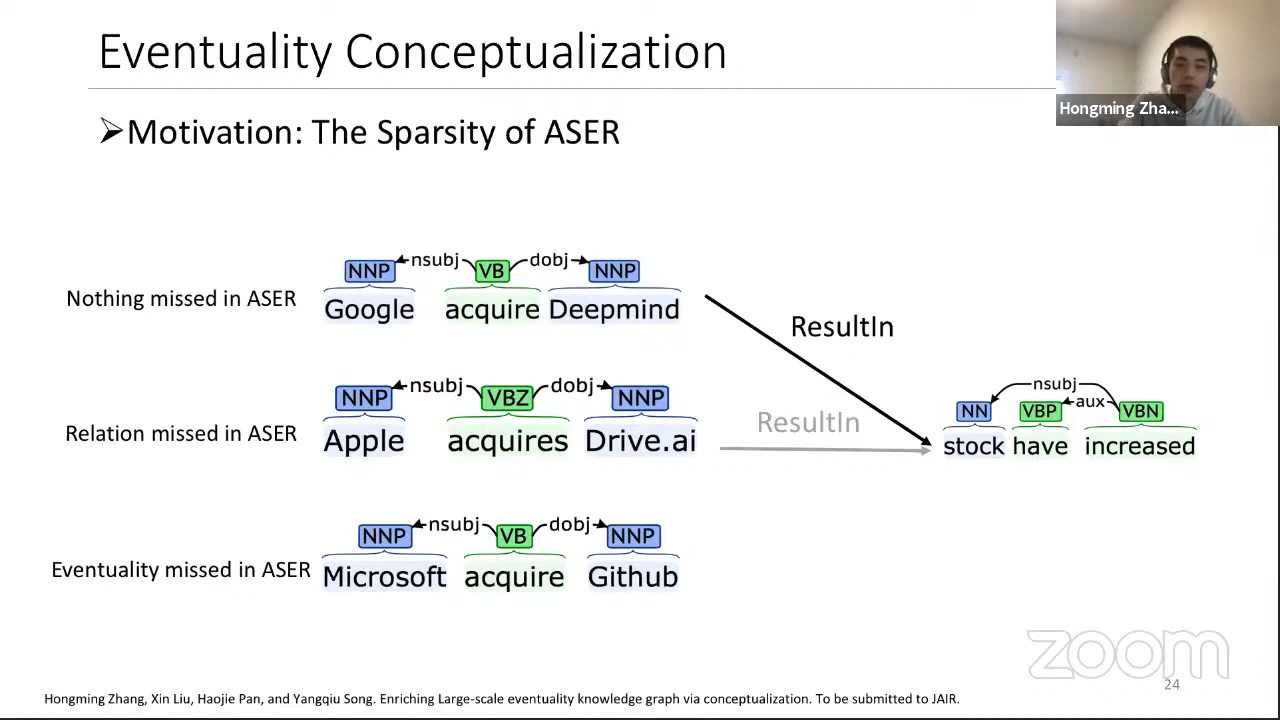 Eventuality Conceptualization
Hongming Zha...
➢Motivation: The Sparsity of ASER
Nothing missed in ASER
NNP nsubj VB dobj NNP
Google acquire Deepmind
ResultIn
Relation missed in ASER
NNP nsubj VBZ dobj NNP
Apple acquires Drive.ai
ResultIn
nsubj
NN VBP aux VBN
stock have increased
Eventuality missed in ASER
NNP nsubj VB dobj NNP
Microsoft acquire Github
zoom
24
Hongming Zhang, Xin Liu, Haojie Pan, and Yangqiu Song. Enriching Large-scale eventuality knowledge graph via conceptualization. To be submitted to JAIR.